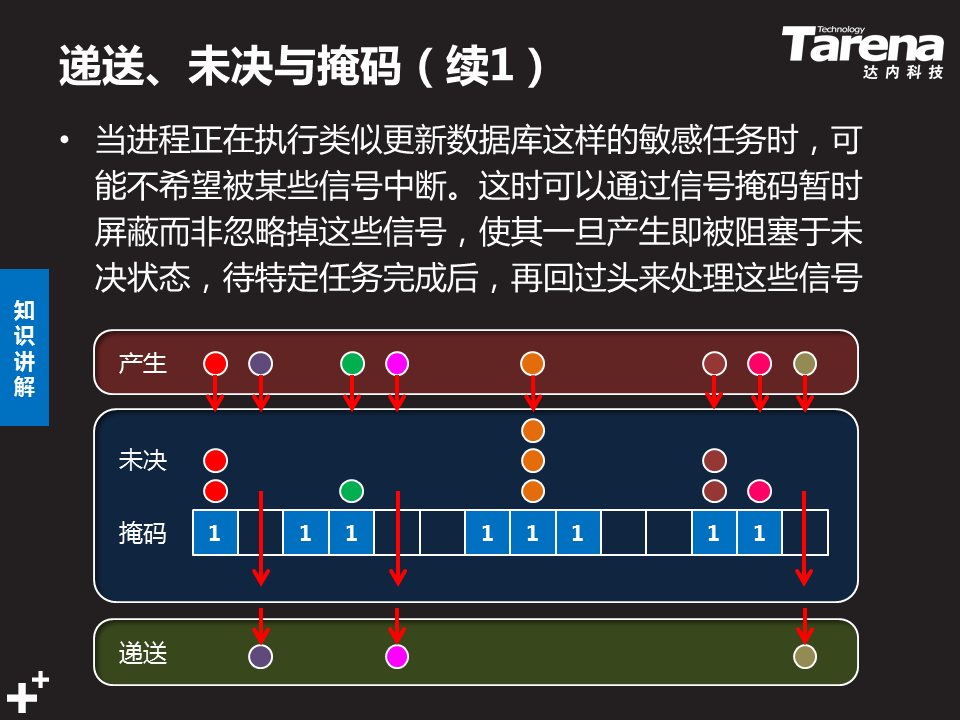 递送、未决与掩码（续1）
Technology
Tarena
达内科技
• 当进程正在执行类似更新数据库这样的敏感任务时，可
能不希望被某些信号中断。这时可以通过信号掩码暂时
屏蔽而非忽略掉这些信号，使其一旦产生即被阻塞于未
决状态，待特定任务完成后，再回过头来处理这些信号
知
识
讲
解
产生
未决
掩码 1 1 1 1 1 1 1 1
递送